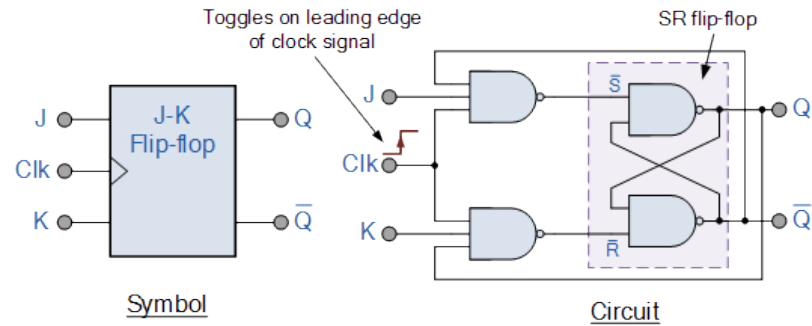 Toggles on leading edge
of clock signal
SR flip-flop
J
Clk
K
J-K
Flip-flop
Q
Q̅
Symbol
J
Clk
K
S̅
R̅
Q
Q̅
Circuit